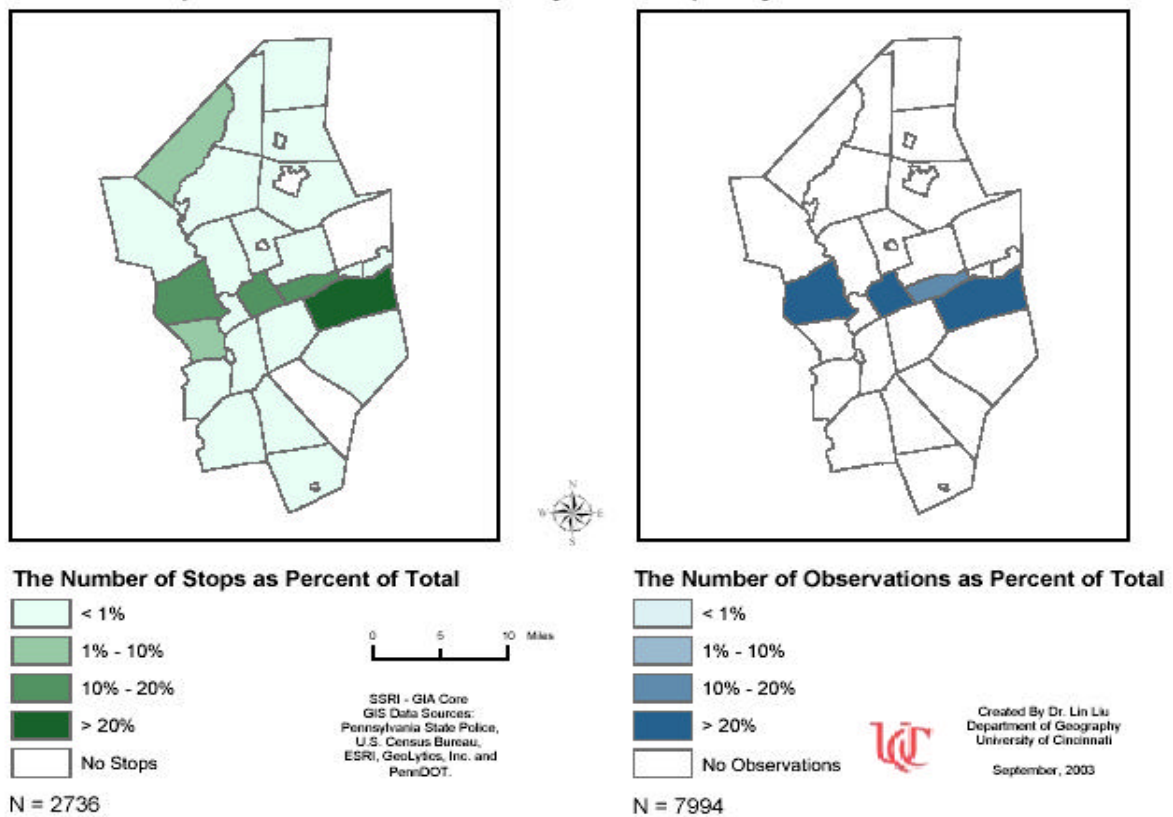 N
W E
S
The Number of Stops as Percent of Total
< 1%
1% - 10%
10% - 20%
> 20%
No Stops
N = 2736
0 5 10 Miles
SSRI - GIA Core
GIS Data Sources:
Pennsylvania State Police,
U.S. Census Bureau,
ESRI, GeoLytics, Inc. and
PennDOT.
The Number of Observations as Percent of Total
< 1%
1% - 10%
10% - 20%
> 20%
No Observations
N = 7994
UC
Created By Dr. Lin Liu
Department of Geography
University of Cincinnati
September, 2003